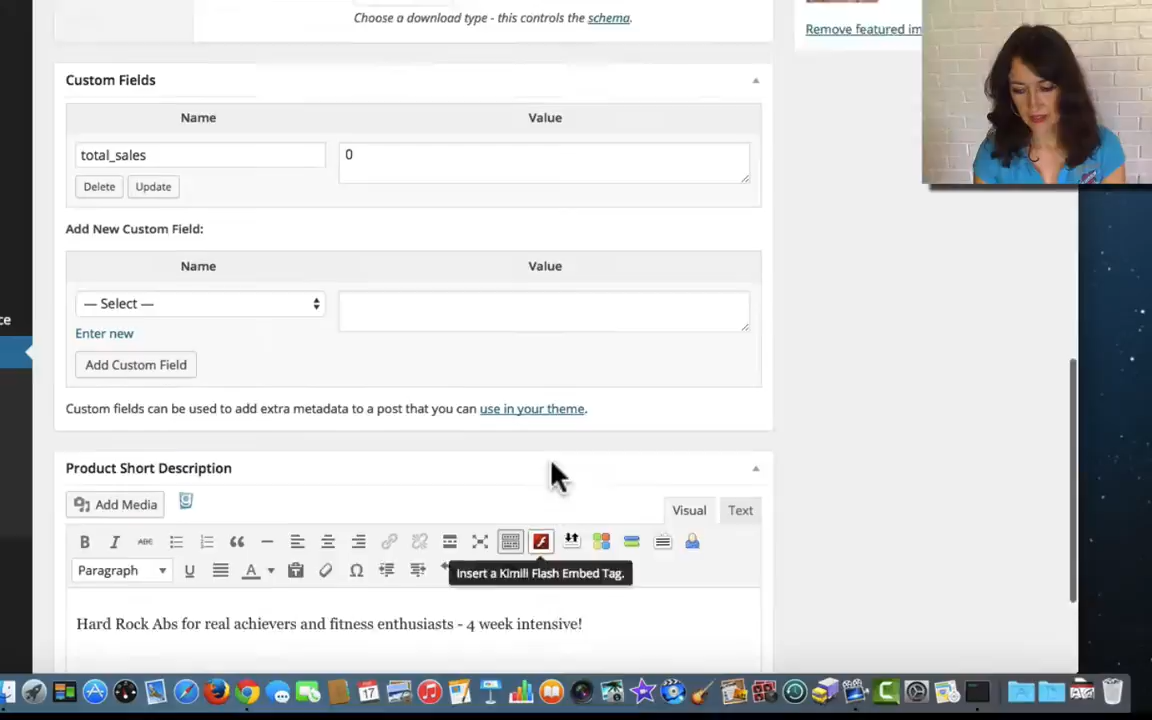 Choose a download type - this controls the schema.
Remove featured im
Custom Fields
Name Value
total_sales 0
Delete Update
Add New Custom Field:
Name Value
— Select —
ce
Enter new
Add Custom Field
Custom fields can be used to add extra metadata to a post that you can use in your theme.
Product Short Description
Add Media Visual Text
B I ABC
Paragraph U A
Insert a Kimili Flash Embed Tag.
Hard Rock Abs for real achievers and fitness enthusiasts - 4 week intensive!
17